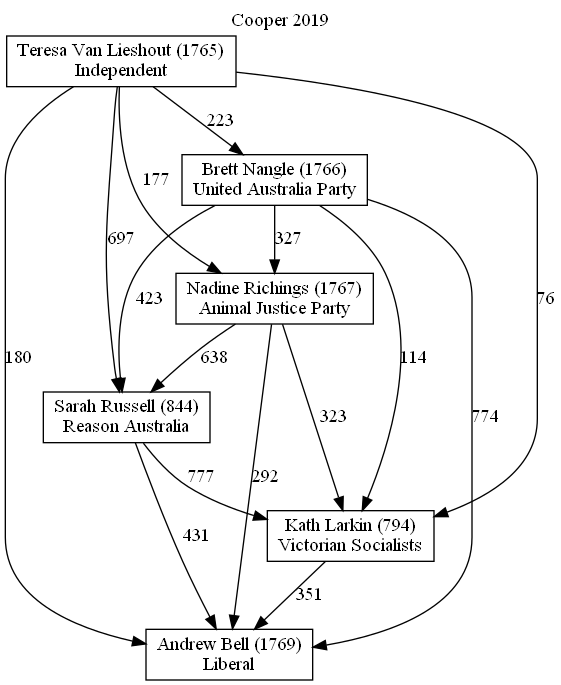 Cooper 2019
Teresa Van Lieshout (1765)
Independent
223
Brett Nangle (1766)
United Australia Party
177
697
327
76
Nadine Richings (1767)
Animal Justice Party
423
180
638
114
Sarah Russell (844)
Reason Australia
323
774
777
292
Kath Larkin (794)
Victorian Socialists
431
351
Andrew Bell (1769)
Liberal